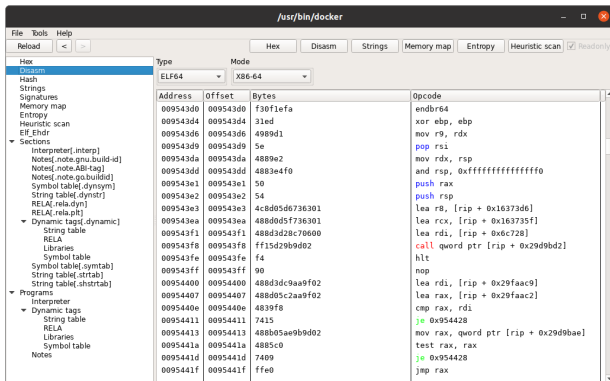 /usr/bin/docker
File Tools Help
Reload < > Hex Disasm Strings Memory map Entropy Heuristic scan Readonly
Hex
Disasm
Hash
Strings
Signatures
Memory map
Entropy
Heuristic scan
Elf_Ehdr
Sections
Interpreter[.interp]
Notes[.note.gnu.build-id]
Notes[.note.ABI-tag]
Notes[.note.go.buildid]
Symbol table[.dynsym]
String table[.dynstr]
RELA[.rela.dyn]
RELA[.rela.plt]
Dynamic tags[.dynamic]
String table
RELA
Libraries
Symbol table
Symbol table[.symtab]
String table[.strtab]
String table[.shstrtab]
Programs
Interpreter
Dynamic tags
String table
RELA
Libraries
Symbol table
Notes
Type Mode
ELF64 X86-64
Address Offset Bytes Opcode
009543d0 009543d0 f30f1efa endbr64
009543d4 009543d4 31ed xor ebp, ebp
009543d6 009543d6 4989d1 mov r9, rdx
009543d9 009543d9 5e pop rsi
009543da 009543da 4889e2 mov rdx, rsp
009543dd 009543dd 4883e4f0 and rsp, 0xfffffffffffffff0
009543e1 009543e1 50 push rax
009543e2 009543e2 54 push rsp
009543e3 009543e3 4c8d05d6736301 lea r8, [rip + 0x16373d6]
009543ea 009543ea 488d0d5f736301 lea rcx, [rip + 0x163735f]
009543f1 009543f1 488d3d28c70600 lea rdi, [rip + 0x6c728]
009543f8 009543f8 ff15d29b9d02 call qword ptr [rip + 0x29d9bd2]
009543fe 009543fe f4 hlt
009543ff 009543ff 90 nop
00954400 00954400 488d3dc9aa9f02 lea rdi, [rip + 0x29faac9]
00954407 00954407 488d05c2aa9f02 lea rax, [rip + 0x29faac2]
0095440e 0095440e 4839f8 cmp rax, rdi
00954411 00954411 7415 je 0x954428
00954413 00954413 488b05ae9b9d02 mov rax, qword ptr [rip + 0x29d9bae]
0095441a 0095441a 4885c0 test rax, rax
0095441d 0095441d 7409 je 0x954428
0095441f 0095441f ffe0 jmp rax